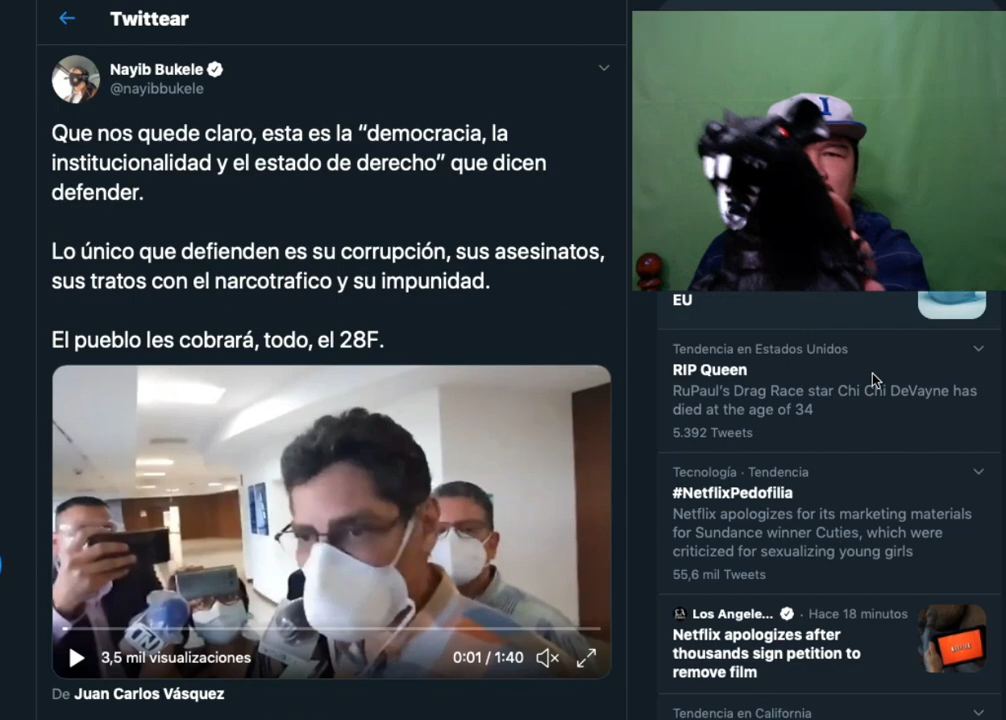 Twittear
Nayib Bukele
@nayibbukele
Que nos quede claro, esta es la “democracia, la
institucionalidad y el estado de derecho” que dicen
defender.
Lo único que defienden es su corrupción, sus asesinatos,
sus tratos con el narcotrafico y su impunidad.
El pueblo les cobrará, todo, el 28F.
3,5 mil visualizaciones
0:01 / 1:40
De Juan Carlos Vásquez
I
EU
Tendencia en Estados Unidos
RIP Queen
RuPaul's Drag Race star Chi Chi DeVayne has
died at the age of 34
5.392 Tweets
Tecnología · Tendencia
#NetflixPedofilia
Netflix apologizes for its marketing materials
for Sundance winner Cuties, which were
criticized for sexualizing young girls
55,6 mil Tweets
Los Angele... · Hace 18 minutos
Netflix apologizes after
thousands sign petition to
remove film
NETFLIX
Tendencia en California